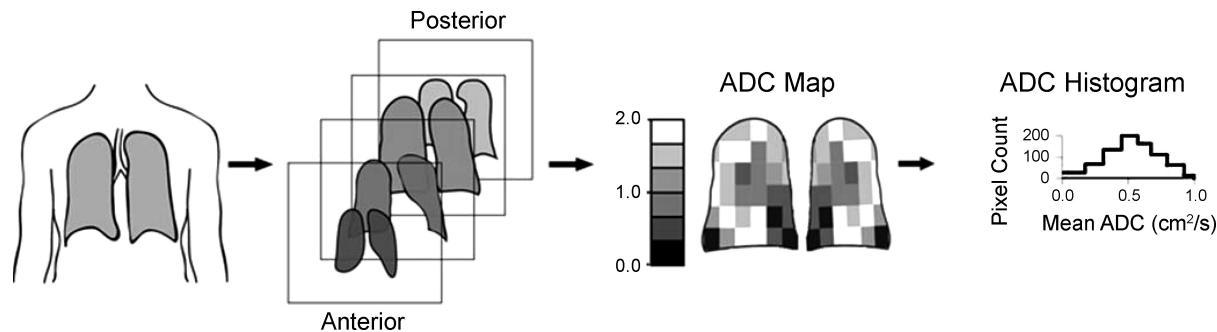 Posterior
Anterior
ADC Map
2.0
1.0
0.0
ADC Histogram
Pixel Count
200
100
0
0.0 0.5 1.0
Mean ADC (cm²/s)